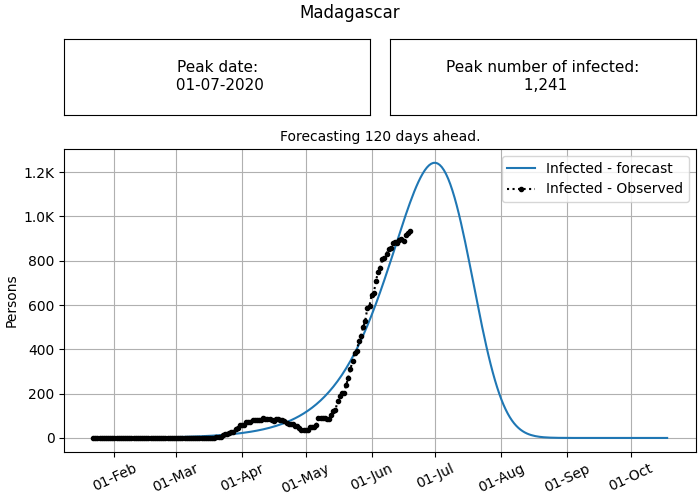 Madagascar
Peak date:
01-07-2020
Peak number of infected:
1,241
Forecasting 120 days ahead.
Infected - forecast
Infected - Observed
Persons
1.2K
1.0K
800
600
400
200
0
01-Feb
01-Mar
01-Apr
01-May
01-Jun
01-Jul
01-Aug
01-Sep
01-Oct